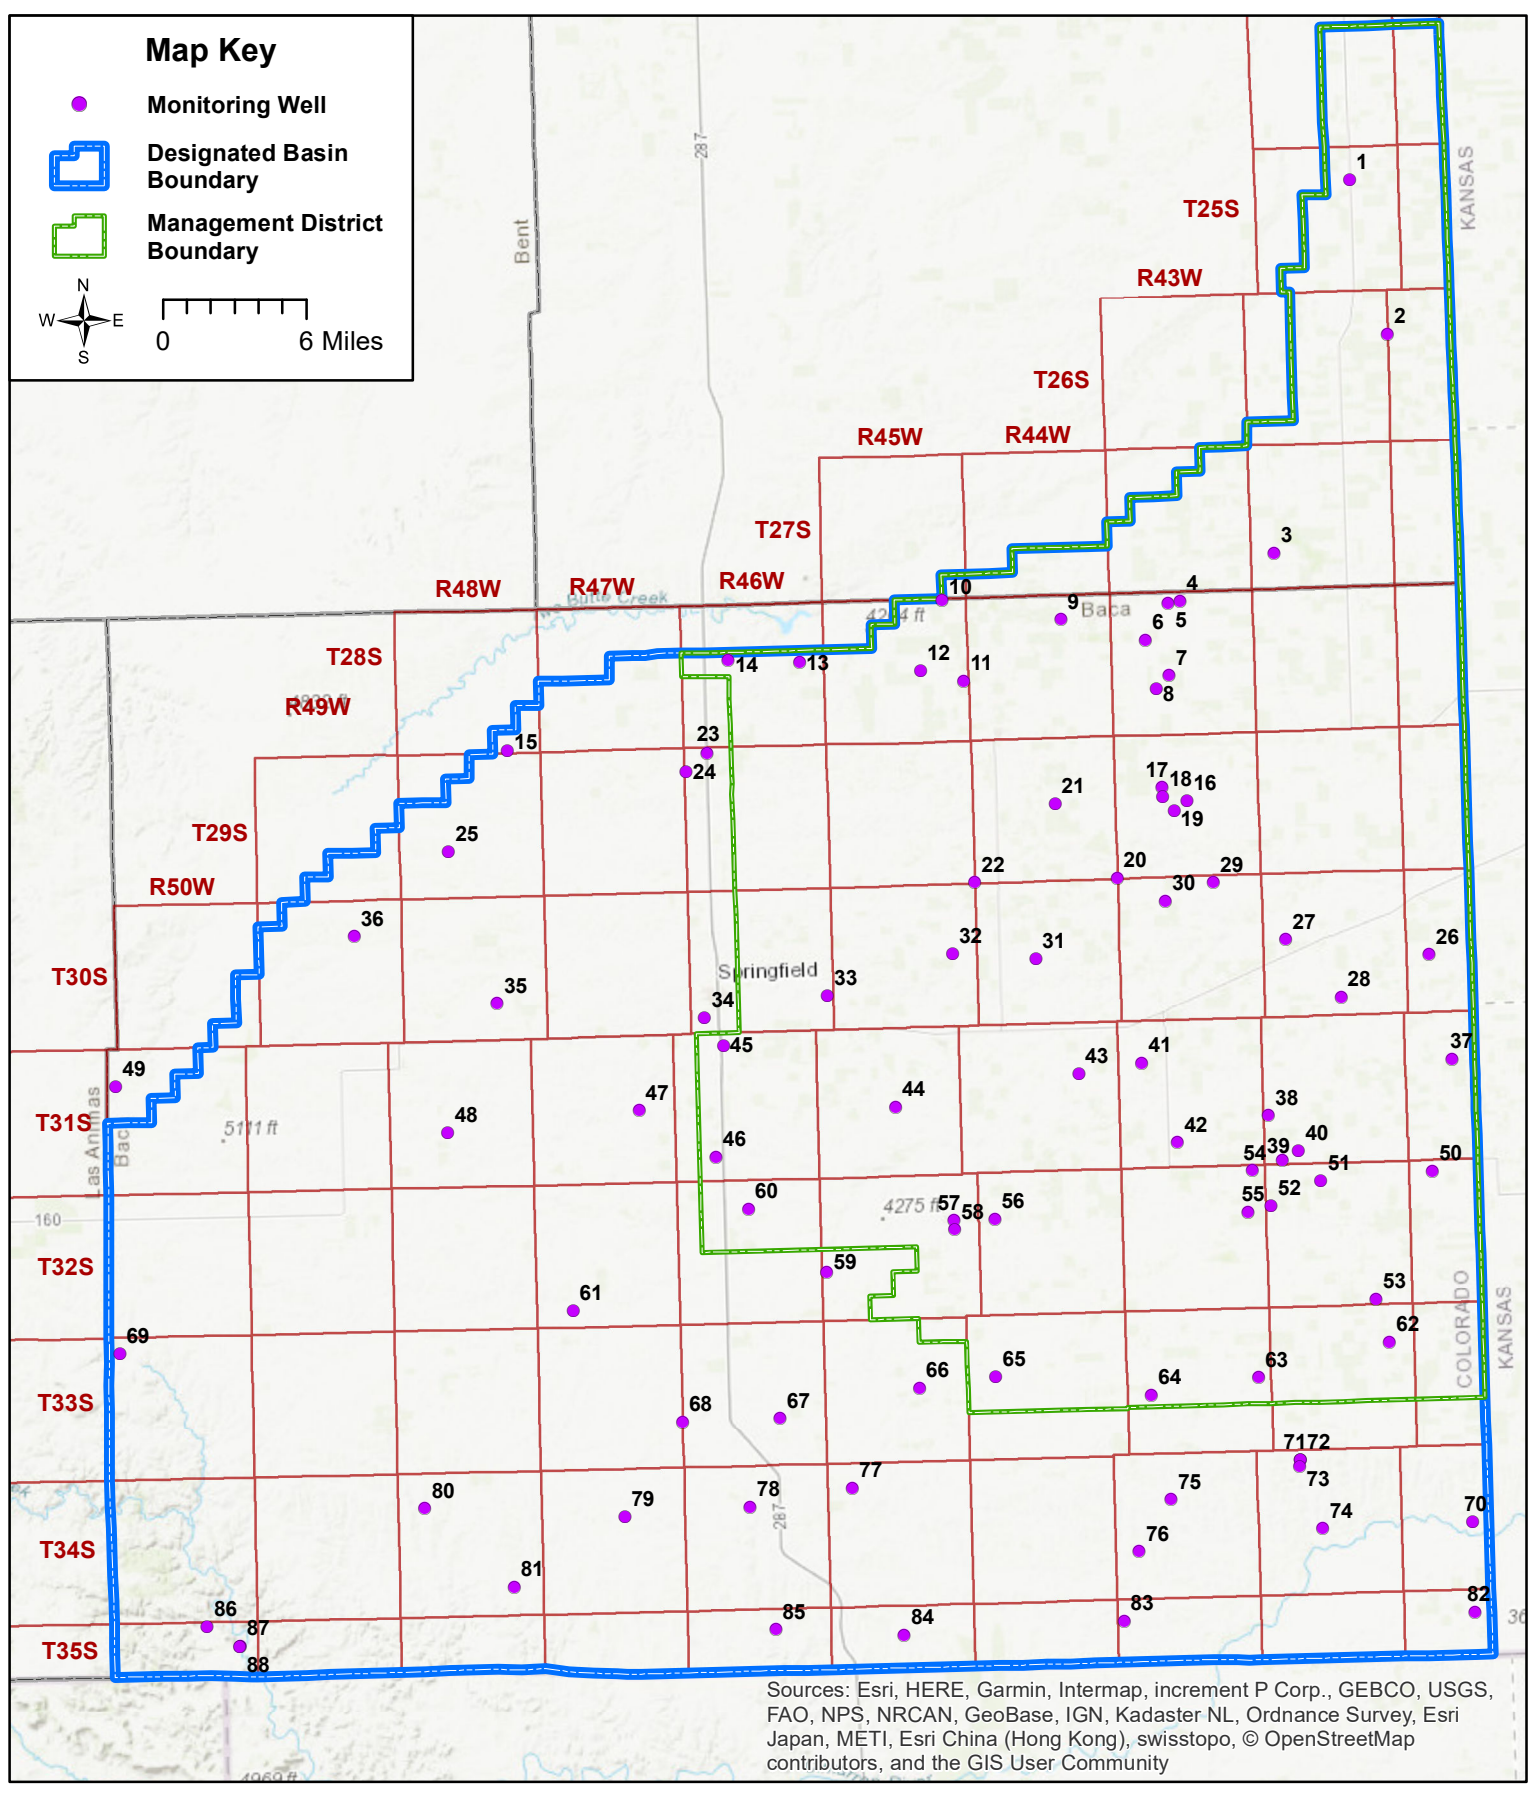 Map Key
Monitoring Well
Designated Basin
Boundary
Management District
Boundary
N
W E
S
0 6 Miles
287
Bent
KANSAS
1
T25S
R43W
2
T26S
R45W
R44W
T27S
3
R48W
R47W
R46W
Butte Creek
10
4
9
Baca
5
6
T28S
12
11
7
14
13
8
R49W
15
23
24
17
18
16
21
19
T29S
25
22
20
29
30
R50W
36
27
26
32
31
T30S
Springfield
33
28
35
34
45
37
49
43
41
47
44
38
T31S
48
Las Animas
Baca
5111 ft
46
42
39
40
54
51
50
60
4275 ft
57
58
56
55
52
160
T32S
59
61
53
COLORADO
KANSAS
69
62
65
63
66
64
T33S
68
67
7172
73
77
80
79
78
75
74
70
287
76
T34S
81
86
87
88
85
84
83
82
T35S
Sources: Esri, HERE, Garmin, Intermap, increment P Corp., GEBCO, USGS,
FAO, NPS, NRCAN, GeoBase, IGN, Kadaster NL, Ordnance Survey, Esri
Japan, METI, Esri China (Hong Kong), swisstopo, © OpenStreetMap
contributors, and the GIS User Community